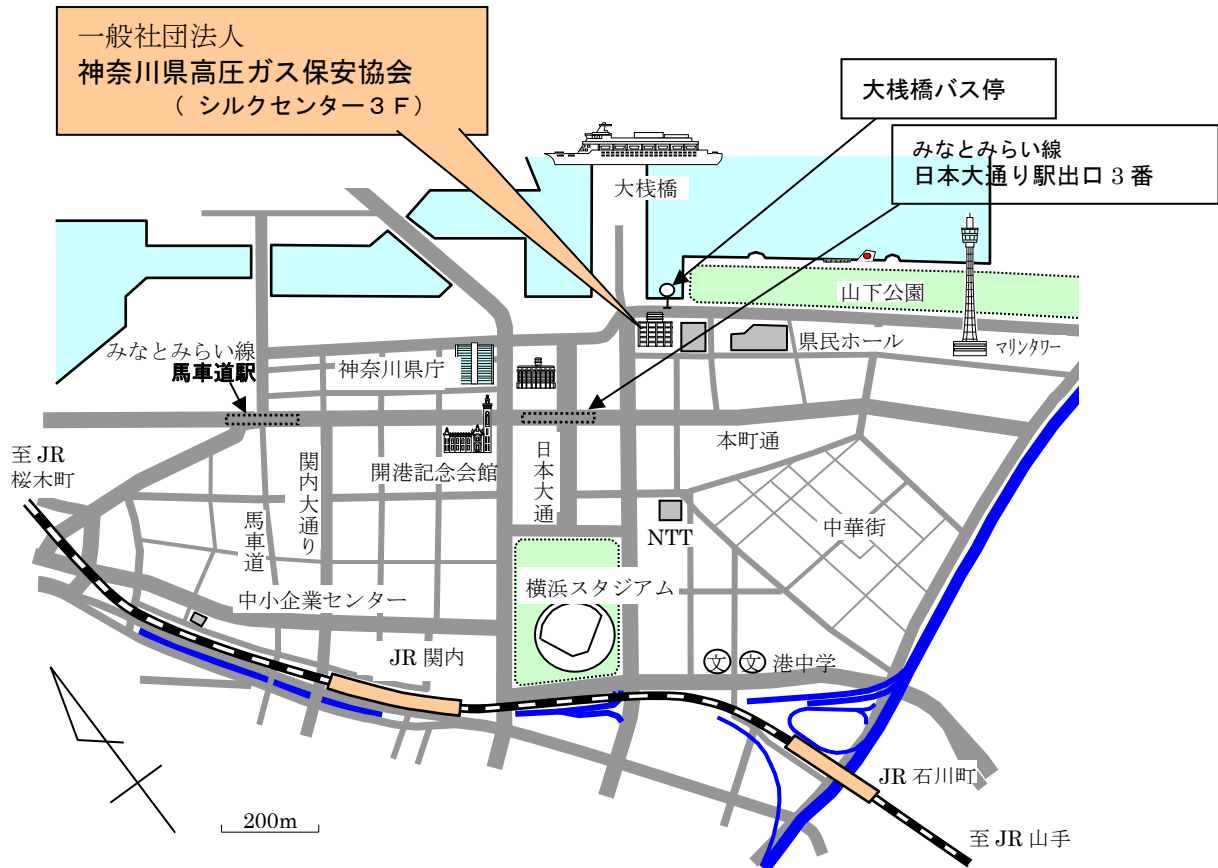 一般社団法人
神奈川県高圧ガス保安協会
( シルクセンター３Ｆ)
大桟橋バス停
みなとみらい線
日本大通り駅出口 3 番
大桟橋
山下公園
みなとみらい線
馬車道駅
神奈川県庁
県民ホール
マリンタワー
本町通
至 JR
桜木町
関内大通り
開港記念会館
日本大通
馬車道
NTT
中華街
中小企業センター
横浜スタジアム
JR 関内
文
文
港中学
JR 石川町
200m
至 JR 山手